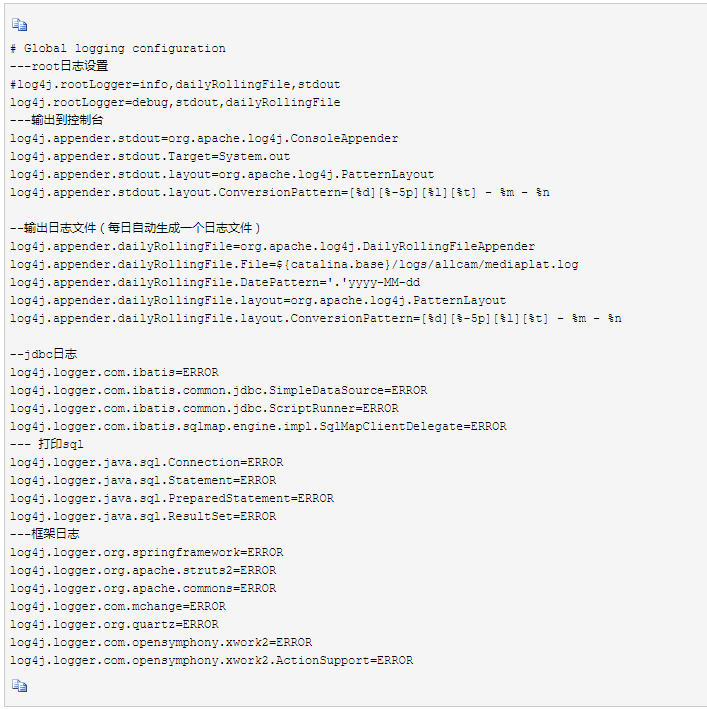 # Global logging configuration
---root日志设置
#log4j.rootLogger=info,dailyRollingFile,stdout
log4j.rootLogger=debug,stdout,dailyRollingFile
---输出到控制台
log4j.appender.stdout=org.apache.log4j.ConsoleAppender
log4j.appender.stdout.Target=System.out
log4j.appender.stdout.layout=org.apache.log4j.PatternLayout
log4j.appender.stdout.layout.ConversionPattern=[%d][%-5p][%l][%t] - %m - %n
--输出日志文件（每日自动生成一个日志文件）
log4j.appender.dailyRollingFile=org.apache.log4j.DailyRollingFileAppender
log4j.appender.dailyRollingFile.File=${catalina.base}/logs/allcam/mediaplat.log
log4j.appender.dailyRollingFile.DatePattern='.'yyyy-MM-dd
log4j.appender.dailyRollingFile.layout=org.apache.log4j.PatternLayout
log4j.appender.dailyRollingFile.layout.ConversionPattern=[%d][%-5p][%l][%t] - %m - %n
--jdbc日志
log4j.logger.com.ibatis=ERROR
log4j.logger.com.ibatis.common.jdbc.SimpleDataSource=ERROR
log4j.logger.com.ibatis.common.jdbc.ScriptRunner=ERROR
log4j.logger.com.ibatis.sqlmap.engine.impl.SqlMapClientDelegate=ERROR
--- 打印sql
log4j.logger.java.sql.Connection=ERROR
log4j.logger.java.sql.Statement=ERROR
log4j.logger.java.sql.PreparedStatement=ERROR
log4j.logger.java.sql.ResultSet=ERROR
---框架日志
log4j.logger.org.springframework=ERROR
log4j.logger.org.apache.struts2=ERROR
log4j.logger.org.apache.commons=ERROR
log4j.logger.com.mchange=ERROR
log4j.logger.org.quartz=ERROR
log4j.logger.com.opensymphony.xwork2=ERROR
log4j.logger.com.opensymphony.xwork2.ActionSupport=ERROR